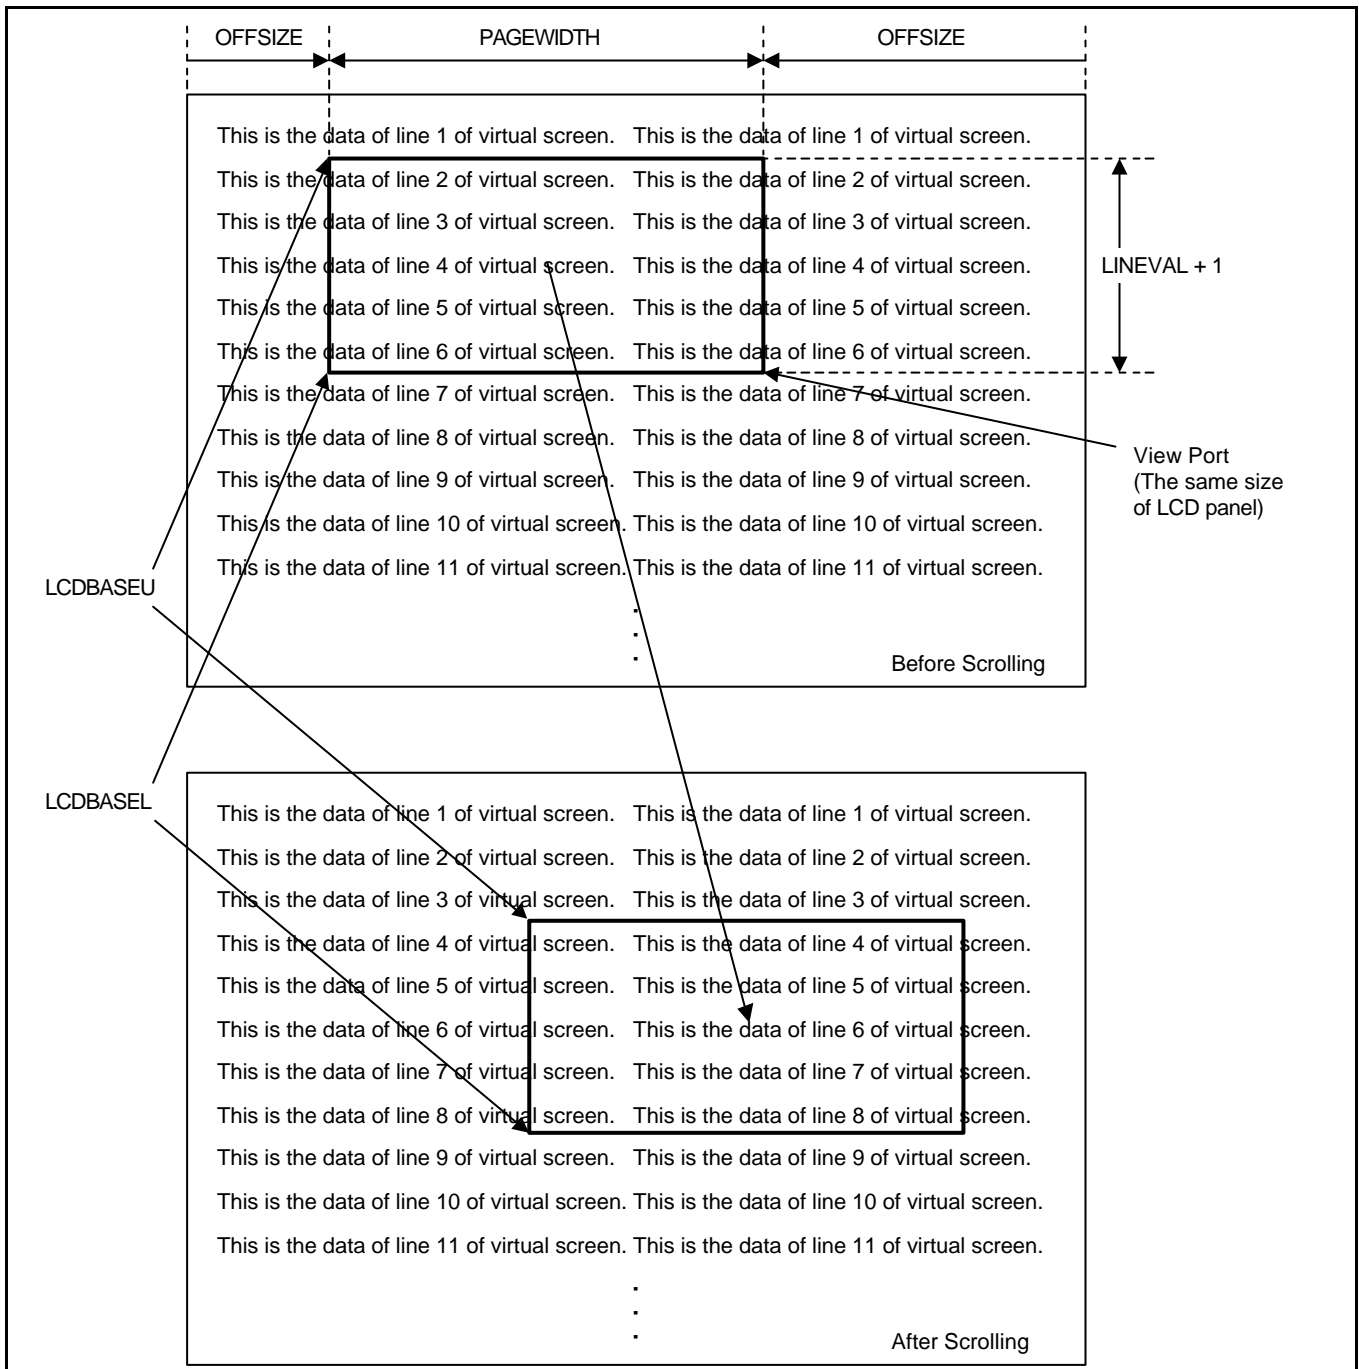 OFFSIZE PAGEWIDTH OFFSIZE
This is the data of line 1 of virtual screen. This is the data of line 1 of virtual screen.
This is the data of line 2 of virtual screen. This is the data of line 2 of virtual screen.
This is the data of line 3 of virtual screen. This is the data of line 3 of virtual screen.
This is the data of line 4 of virtual screen. This is the data of line 4 of virtual screen.
LINEVAL + 1
This is the data of line 5 of virtual screen. This is the data of line 5 of virtual screen.
This is the data of line 6 of virtual screen. This is the data of line 6 of virtual screen.
This is the data of line 7 of virtual screen. This is the data of line 7 of virtual screen.
This is the data of line 8 of virtual screen. This is the data of line 8 of virtual screen.
View Port
(The same size
of LCD panel)
This is the data of line 9 of virtual screen. This is the data of line 9 of virtual screen.
This is the data of line 10 of virtual screen. This is the data of line 10 of virtual screen.
This is the data of line 11 of virtual screen. This is the data of line 11 of virtual screen.
LCDBASEU
.
.
.
Before Scrolling
LCDBASEL
This is the data of line 1 of virtual screen. This is the data of line 1 of virtual screen.
This is the data of line 2 of virtual screen. This is the data of line 2 of virtual screen.
This is the data of line 3 of virtual screen. This is the data of line 3 of virtual screen.
This is the data of line 4 of virtual screen. This is the data of line 4 of virtual screen.
This is the data of line 5 of virtual screen. This is the data of line 5 of virtual screen.
This is the data of line 6 of virtual screen. This is the data of line 6 of virtual screen.
This is the data of line 7 of virtual screen. This is the data of line 7 of virtual screen.
This is the data of line 8 of virtual screen. This is the data of line 8 of virtual screen.
This is the data of line 9 of virtual screen. This is the data of line 9 of virtual screen.
This is the data of line 10 of virtual screen. This is the data of line 10 of virtual screen.
This is the data of line 11 of virtual screen. This is the data of line 11 of virtual screen.
.
.
.
After Scrolling